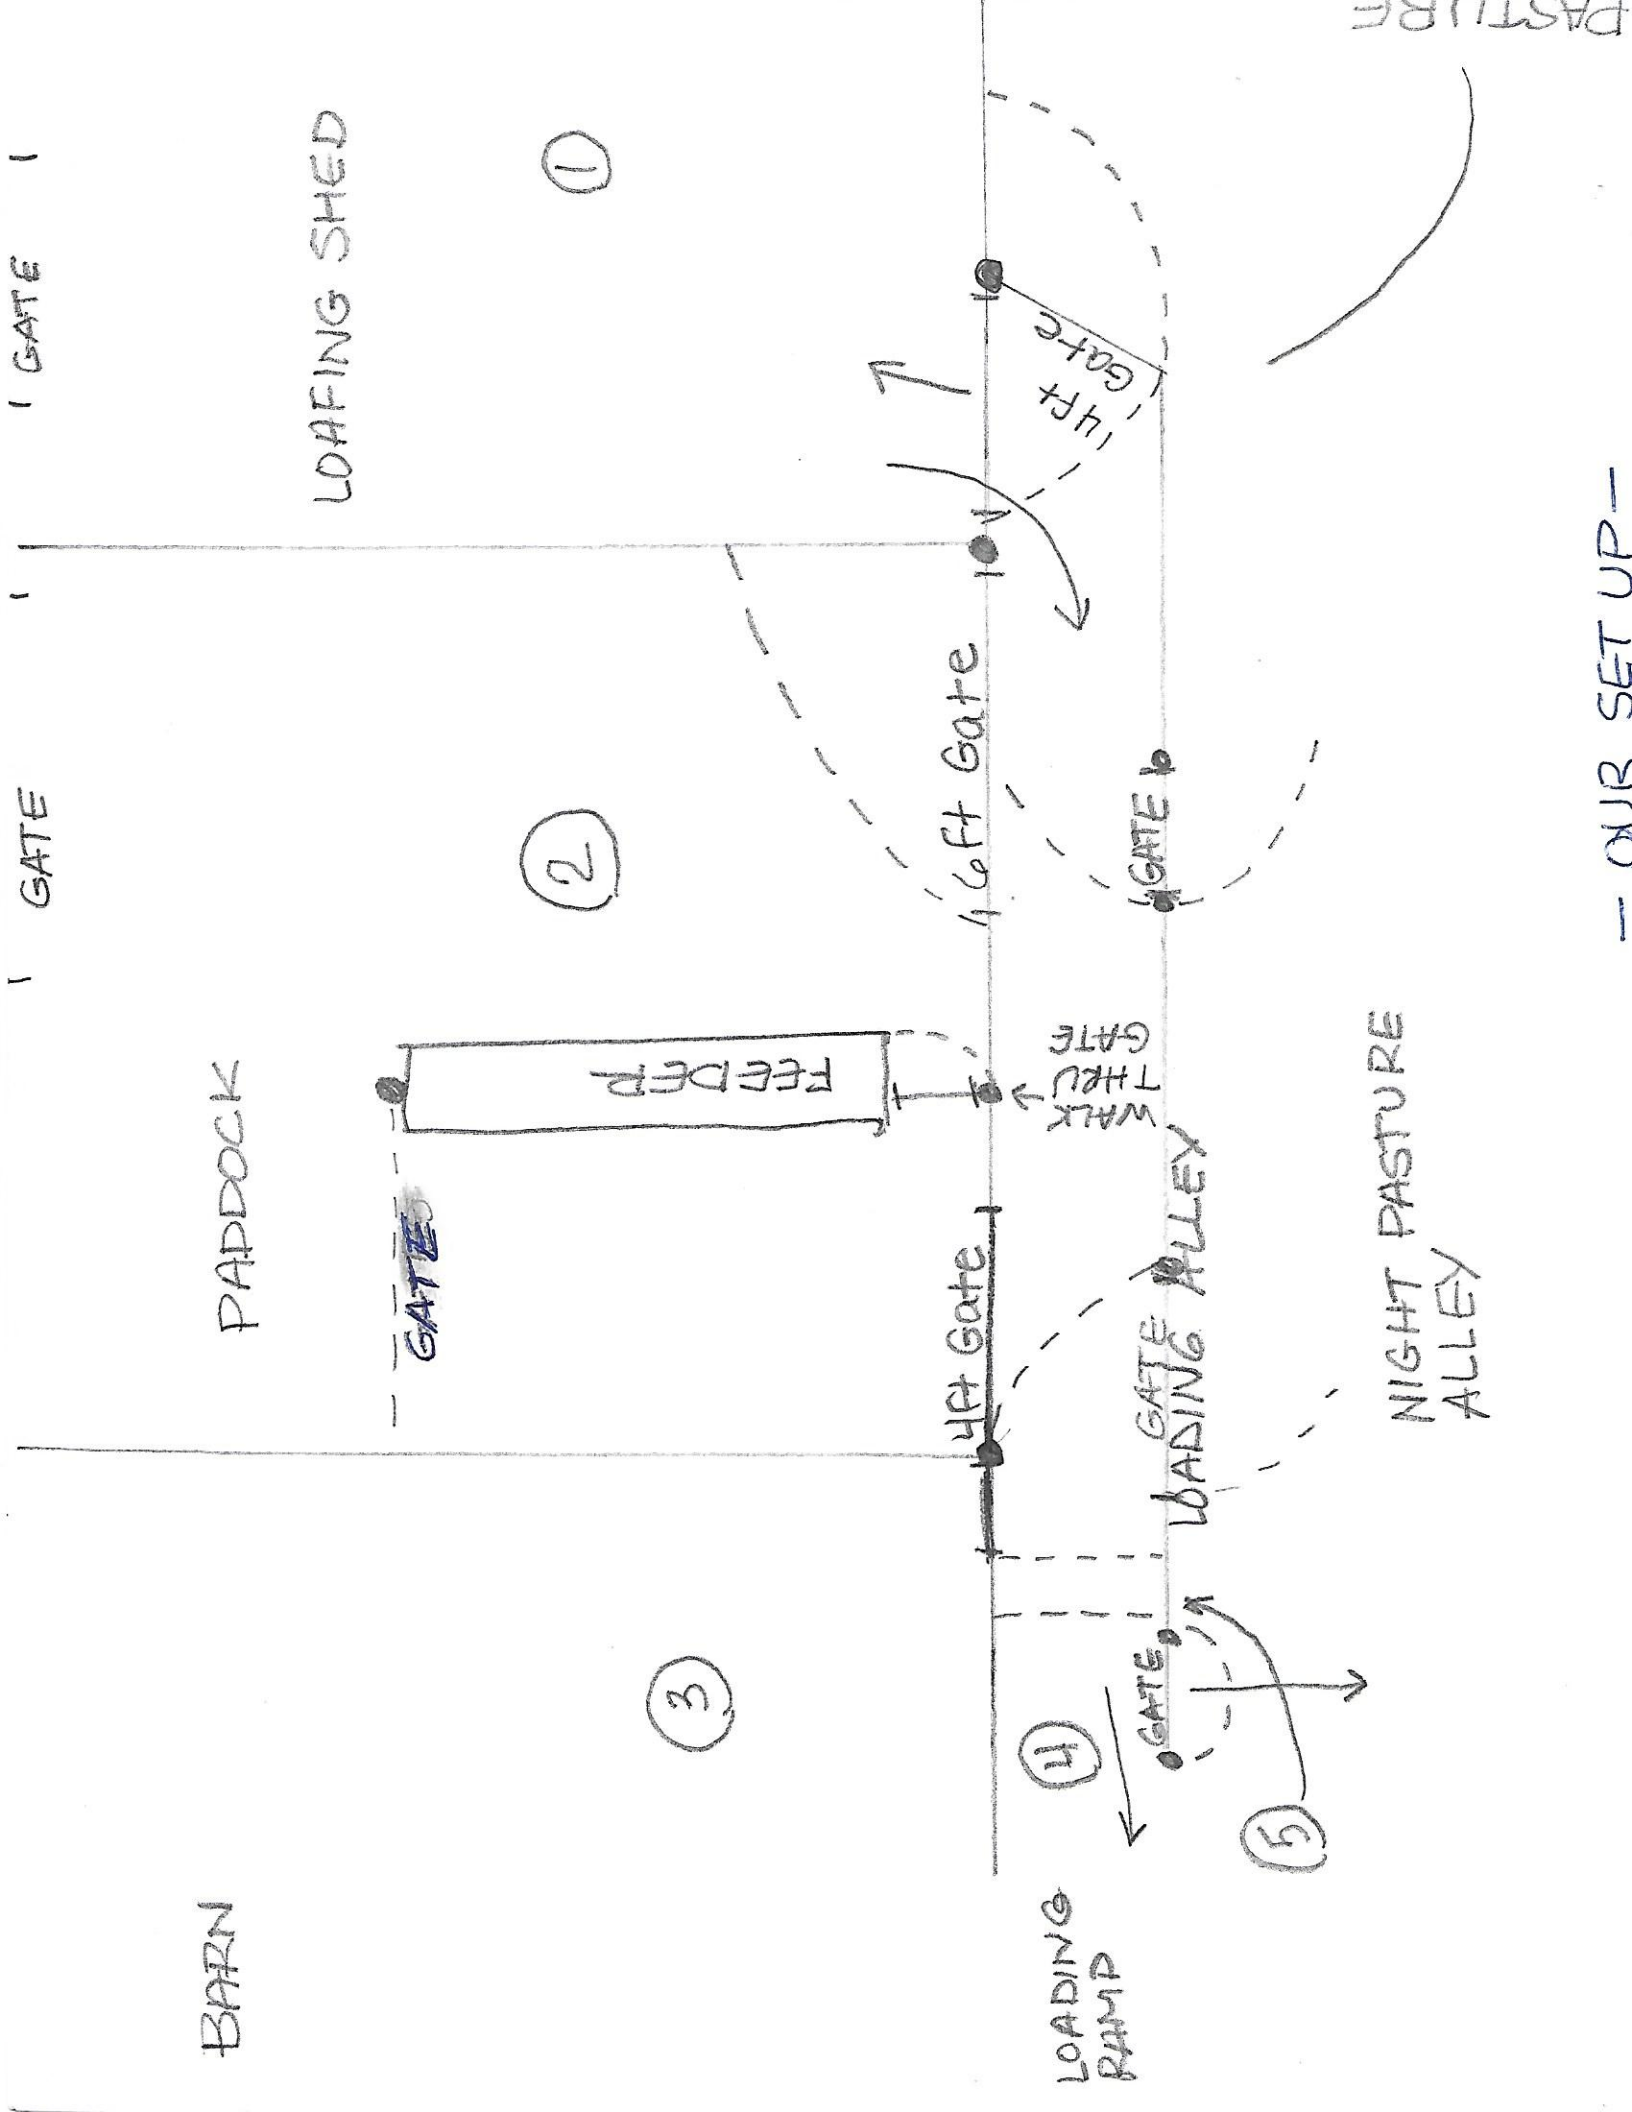 GATE
GATE
BARN
PADDOCK
LOAFING SHED
GATE
FEEDER
1
2
3
4ft Gate
16ft Gate
14ft
Gate
WALK
THRU
GATE
LOADING
RAMP
4
GATE
GATE
GATE
LOADING ALLEY
5
NIGHT PASTURE
ALLEY
PASTURE
- OUR SET UP -